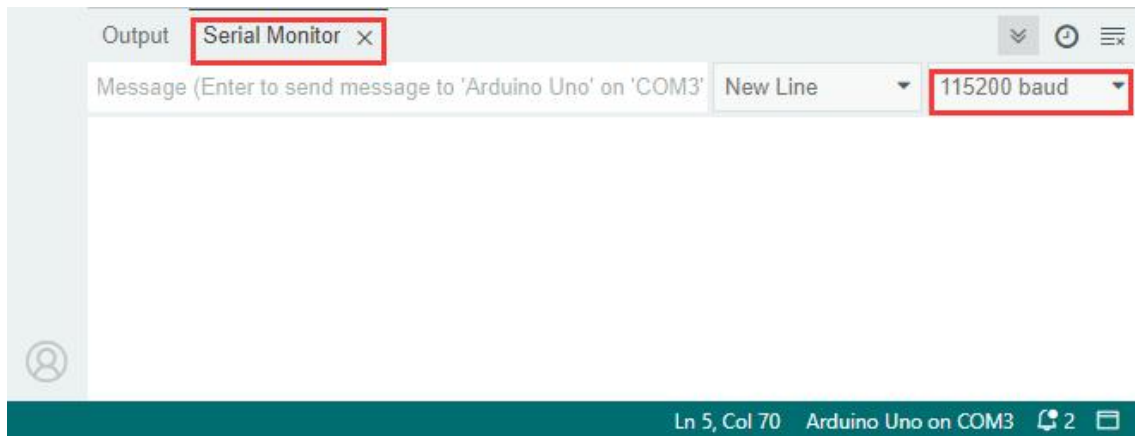 Output Serial Monitor
Message (Enter to send message to 'Arduino Uno' on 'COM3' New Line 115200 baud
Ln 5, Col 70 Arduino Uno on COM3 2